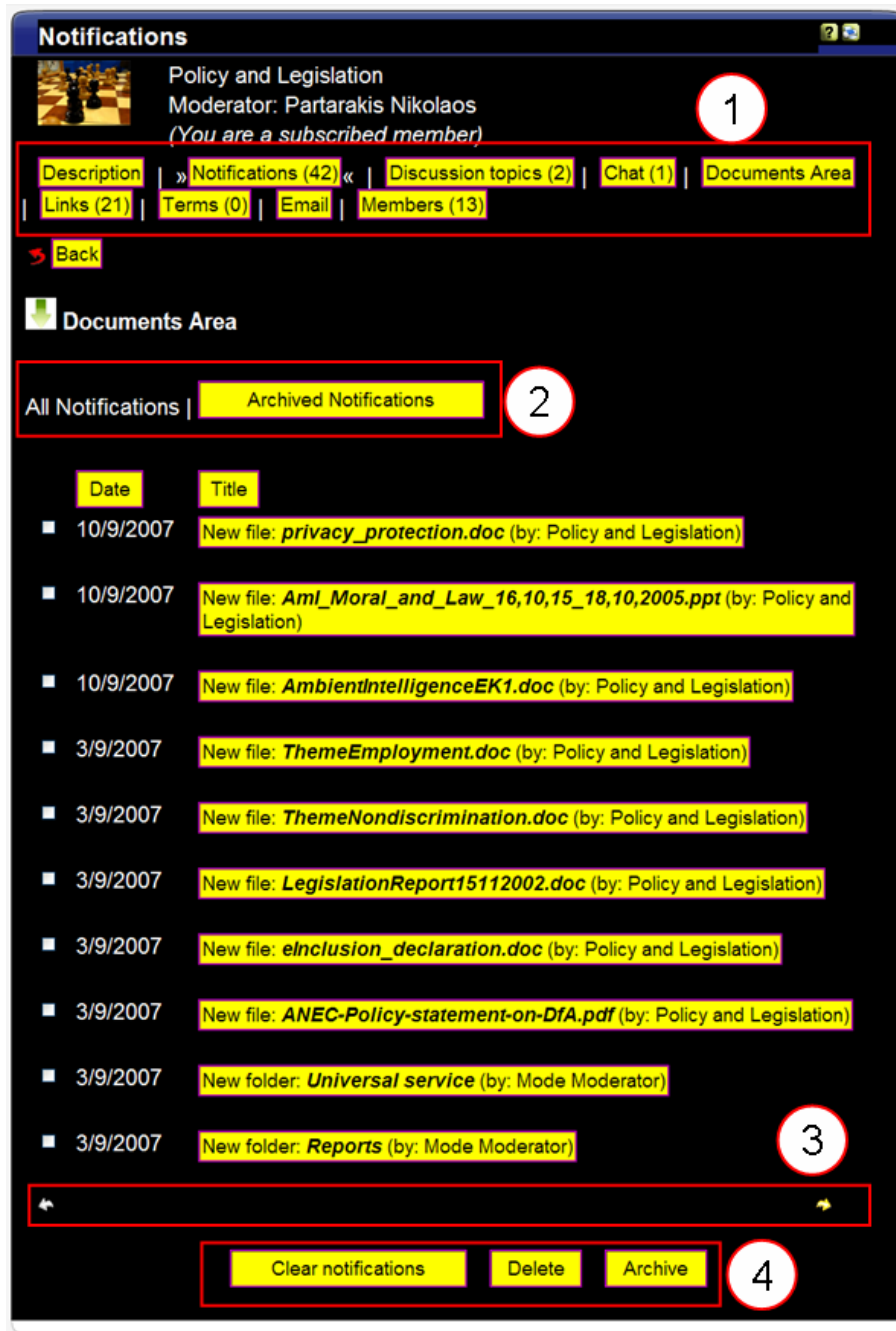 Notifications
Policy and Legislation
Moderator: Partarakis Nikolaos
(You are a subscribed member)
1
Description | » Notifications (42) « | Discussion topics (2) | Chat (1) | Documents Area
| Links (21) | Terms (0) | Email | Members (13)
Back
Documents Area
All Notifications | Archived Notifications
2
Date Title
10/9/2007 New file: privacy_protection.doc (by: Policy and Legislation)
10/9/2007 New file: AmI_Moral_and_Law_16,10,15_18,10,2005.ppt (by: Policy and
Legislation)
10/9/2007 New file: AmbientIntelligenceEK1.doc (by: Policy and Legislation)
3/9/2007 New file: ThemeEmployment.doc (by: Policy and Legislation)
3/9/2007 New file: ThemeNondiscrimination.doc (by: Policy and Legislation)
3/9/2007 New file: LegislationReport15112002.doc (by: Policy and Legislation)
3/9/2007 New file: eInclusion_declaration.doc (by: Policy and Legislation)
3/9/2007 New file: ANEC-Policy-statement-on-DfA.pdf (by: Policy and Legislation)
3/9/2007 New folder: Universal service (by: Mode Moderator)
3/9/2007 New folder: Reports (by: Mode Moderator)
3
Clear notifications Delete Archive
4